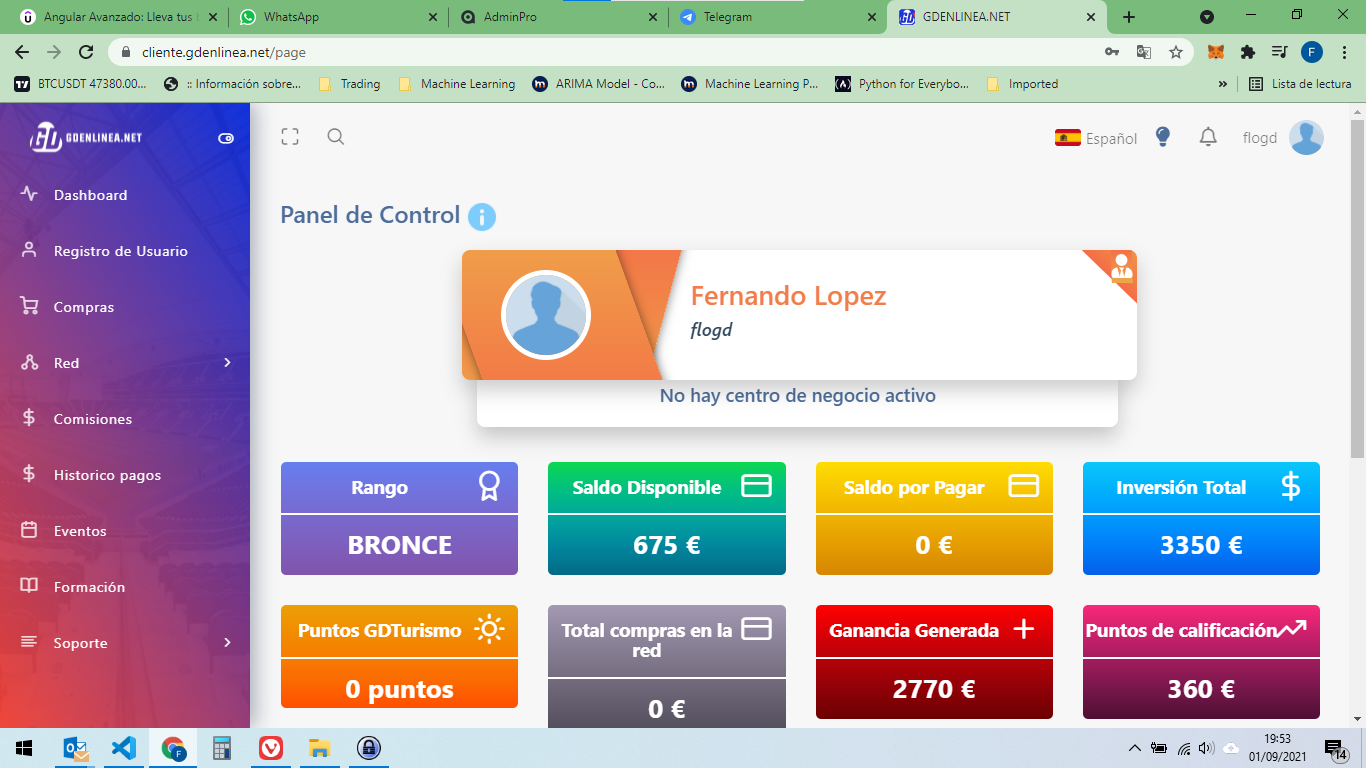 Angular Avanzado: Lleva tus
WhatsApp
AdminPro
Telegram
GDENLINEA.NET
cliente.gdenlinea.net/page
F
BTCUSDT 47380.00...
:: Información sobre...
Trading
Machine Learning
ARIMA Model - Co...
Machine Learning P...
Python for Everybo...
Imported
»
Lista de lectura
GDENLINEA.NET
Español
flogd
Dashboard
Registro de Usuario
Compras
Red
Comisiones
Historico pagos
Eventos
Formación
Soporte
Panel de Control
Fernando Lopez
flogd
No hay centro de negocio activo
Rango
BRONCE
Saldo Disponible
675 €
Saldo por Pagar
0 €
Inversión Total
3350 €
Puntos GDTurismo
0 puntos
Total compras en la
red
0 €
Ganancia Generada
2770 €
Puntos de calificación
360 €
19:53
01/09/2021
14